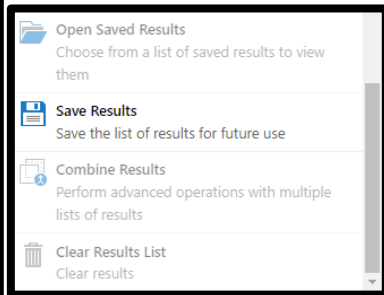 Open Saved Results
Choose from a list of saved results to view
them
Save Results
Save the list of results for future use
Combine Results
Perform advanced operations with multiple
lists of results
Clear Results List
Clear results